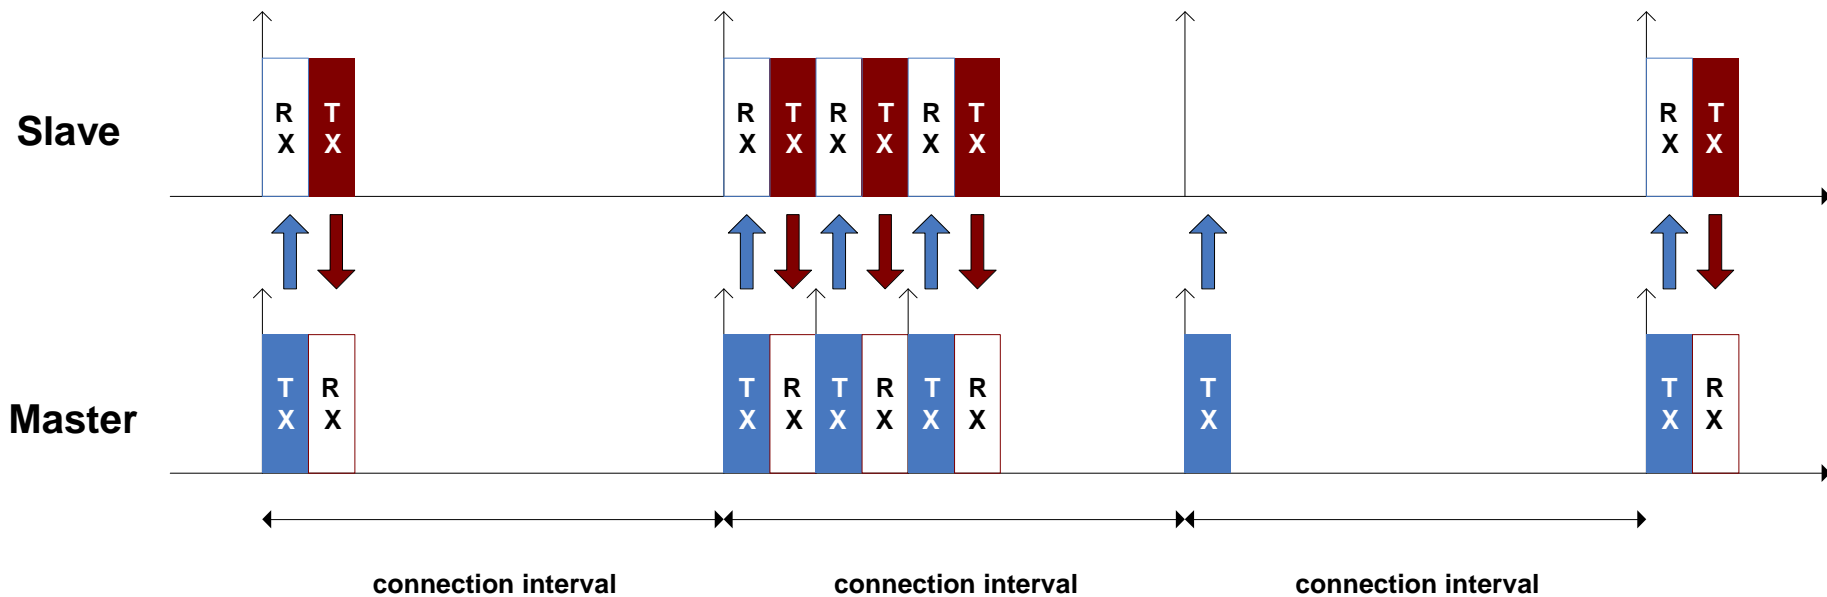 Slave
R X
T X
R X
T X
R X
T X
R X
T X
R X
T X
Master
T X
R X
T X
R X
T X
R X
T X
R X
T X
T X
R X
connection interval
connection interval
connection interval